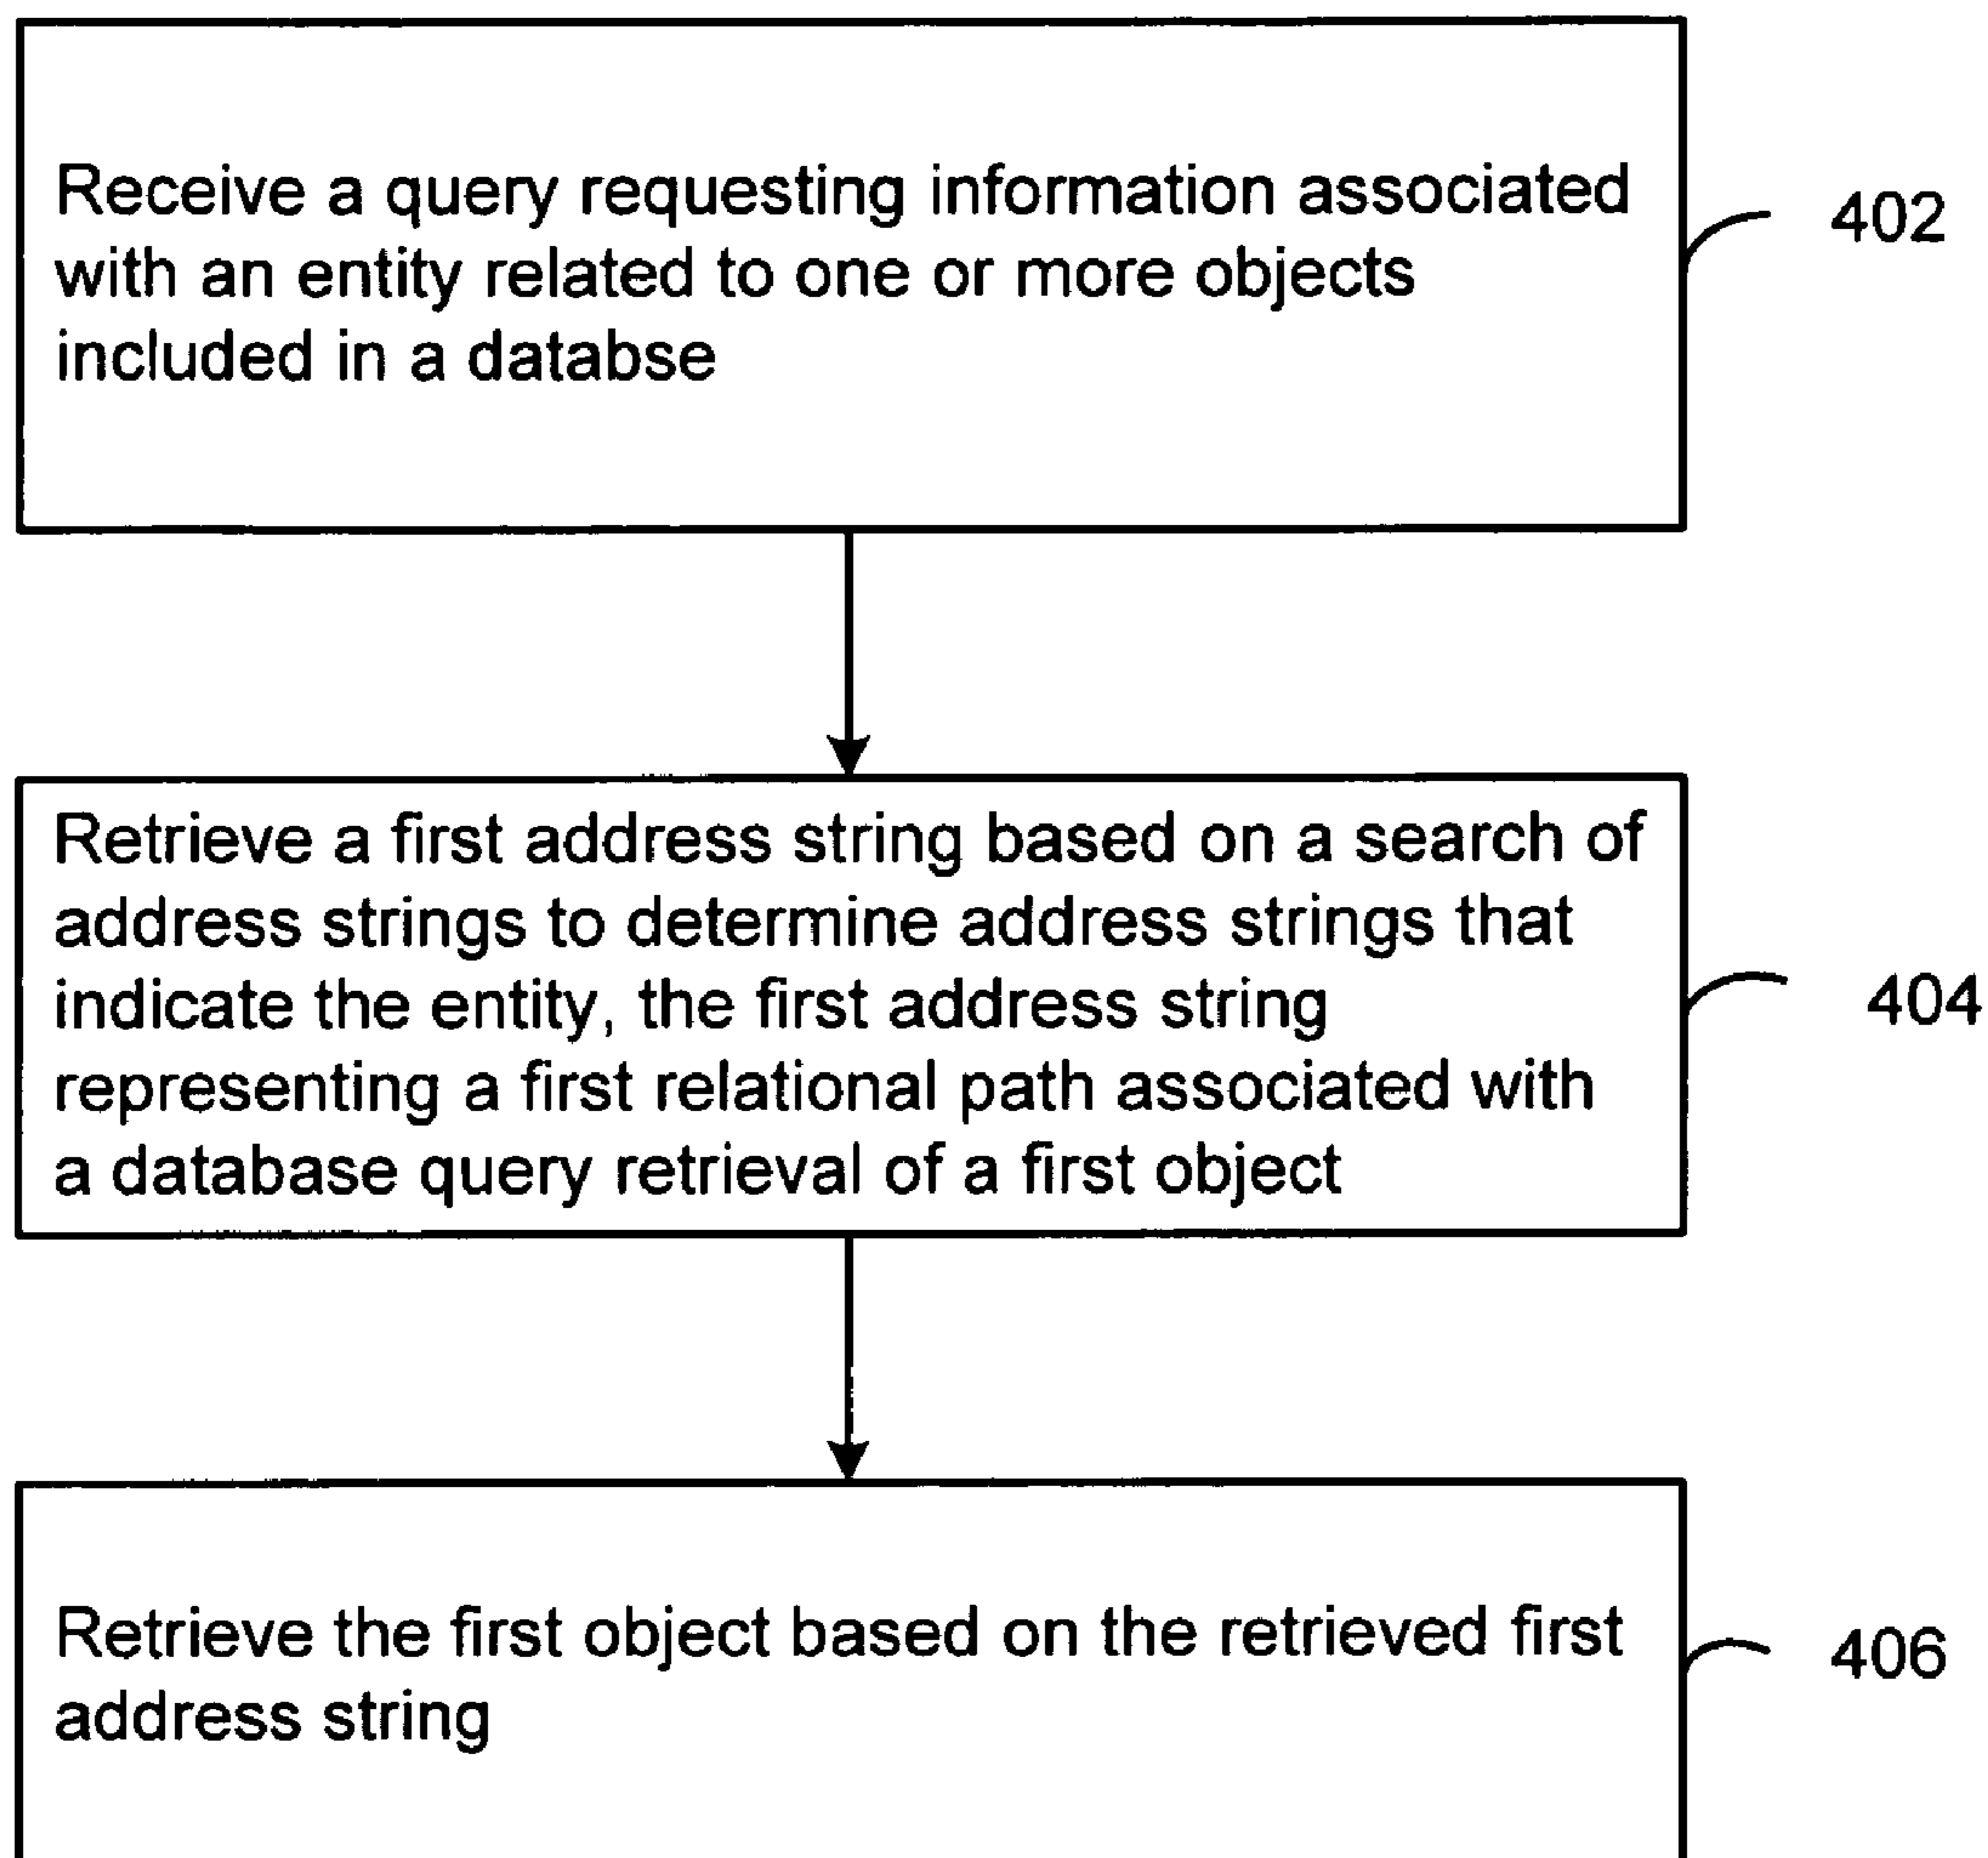 Receive a query requesting information associated
with an entity related to one or more objects
included in a databse
402
Retrieve a first address string based on a search of
address strings to determine address strings that
indicate the entity, the first address string
representing a first relational path associated with
a database query retrieval of a first object
404
Retrieve the first object based on the retrieved first
address string
406